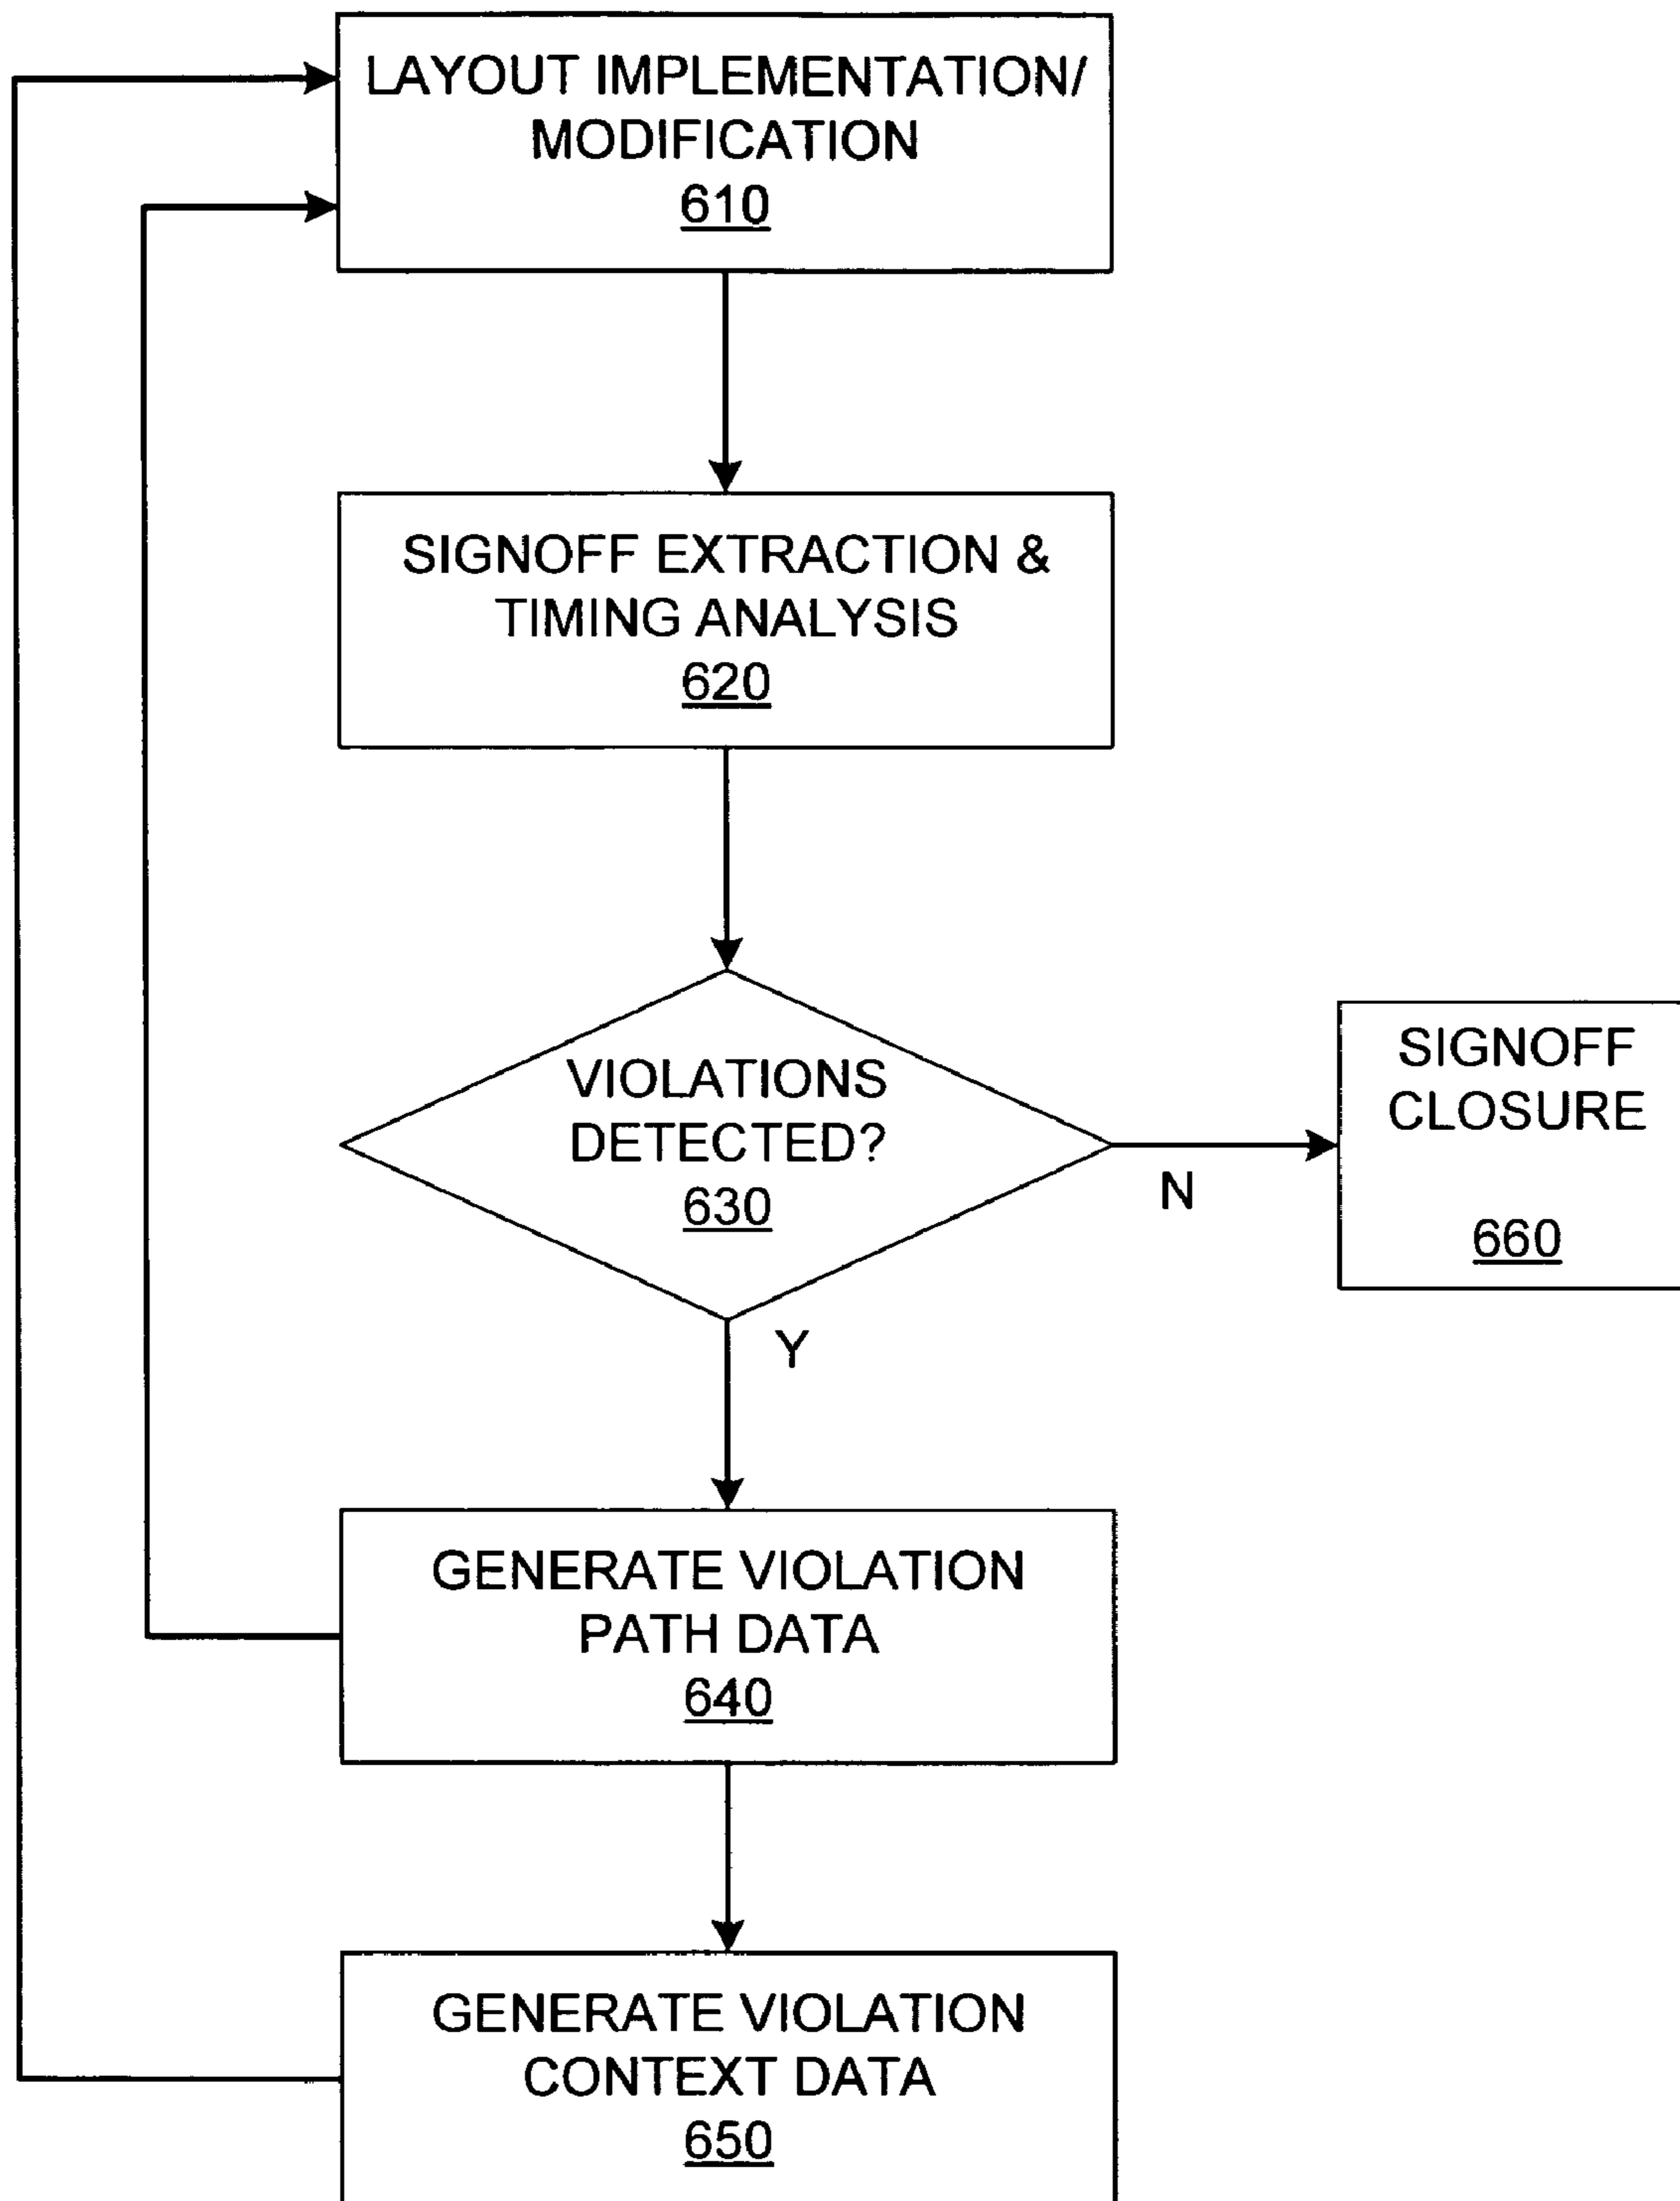 LAYOUT IMPLEMENTATION/
MODIFICATION
610
SIGNOFF EXTRACTION &
TIMING ANALYSIS
620
VIOLATIONS
DETECTED?
630
N
SIGNOFF
CLOSURE
660
Y
GENERATE VIOLATION
PATH DATA
640
GENERATE VIOLATION
CONTEXT DATA
650